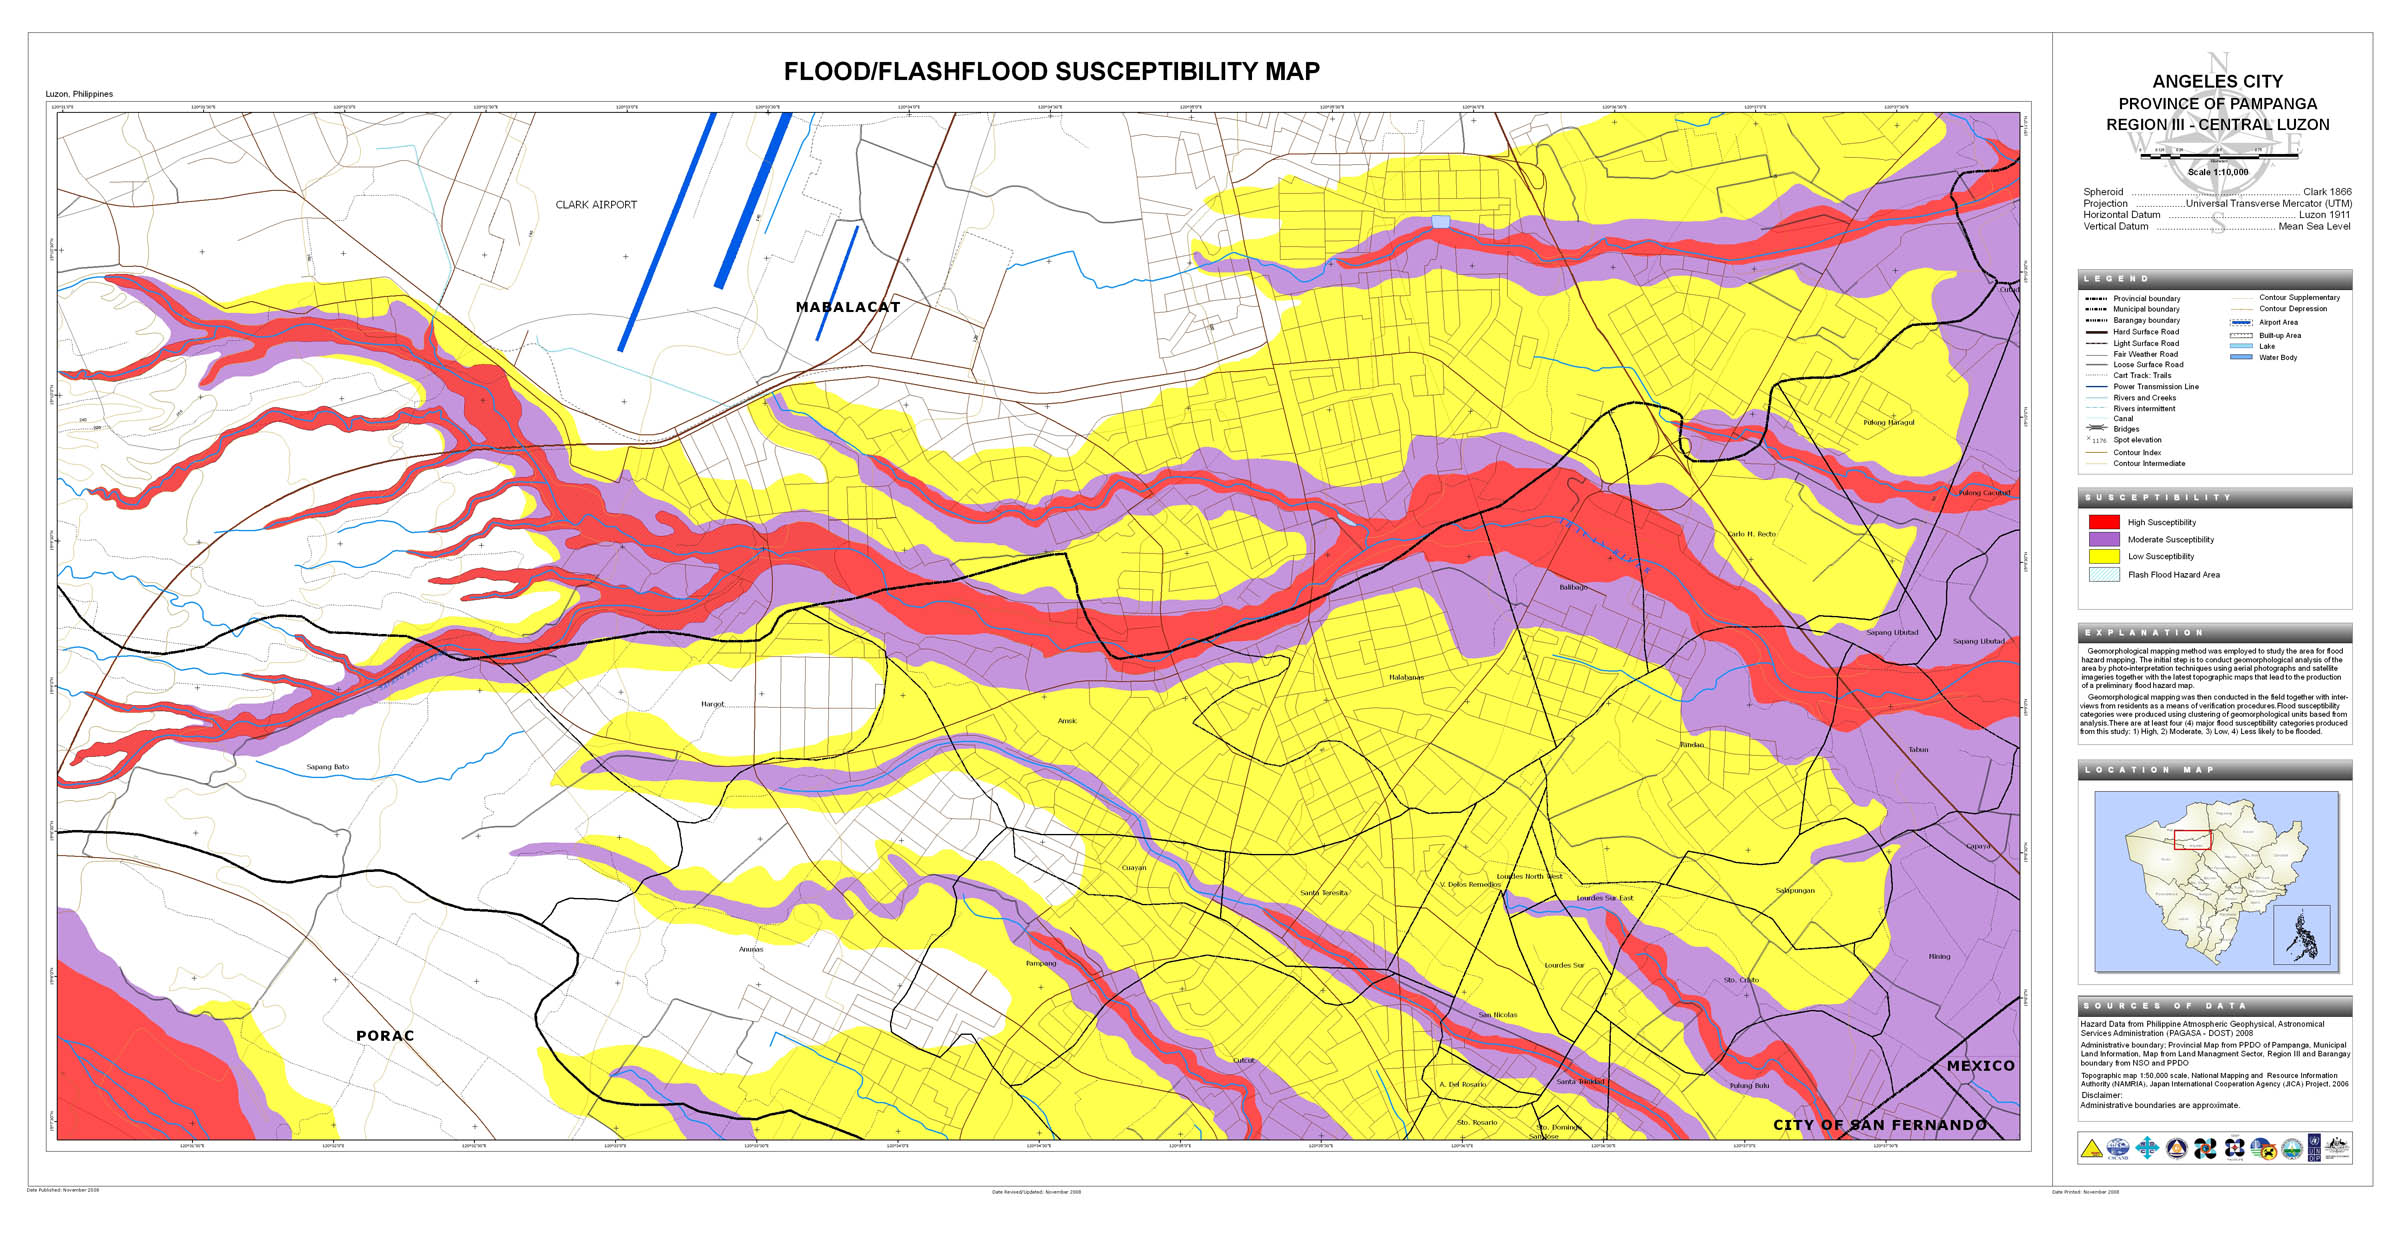 FLOOD/FLASHFLOOD SUSCEPTIBILITY MAP
Luzon, Philippines
CLARK AIRPORT
MABALACAT
Pulong Maragul
Pulong Cacutud
Carlo H. Recto
Balibago
Sapang Libutad
Sapang Libutad
Malabanas
Margot
Amsic
Pandan
Tabun
Sapang Bato
Capaya
Cuayan
Lourdes North West
V. Delos Remedios
Santa Teresita
Salapungan
Lourdes Sur East
Anunas
Pampang
Lourdes Sur
Mining
Sto. Cristo
San Nicolas
PORAC
Cutcut
MEXICO
A. Del Rosario
Santa Trinidad
Pulung Bulu
Sto. Rosario
Sto. Domingo
San Jose
CITY OF SAN FERNANDO
ANGELES CITY
PROVINCE OF PAMPANGA
REGION III - CENTRAL LUZON
Scale 1:10,000
Spheroid Clark 1866
Projection Universal Transverse Mercator (UTM)
Horizontal Datum Luzon 1911
Vertical Datum Mean Sea Level
LEGEND
Provincial boundary
Municipal boundary
Barangay boundary
Hard Surface Road
Light Surface Road
Fair Weather Road
Loose Surface Road
Cart Track: Trails
Power Transmission Line
Rivers and Creeks
Rivers intermittent
Canal
Bridges
1176 Spot elevation
Contour Index
Contour Intermediate
Contour Supplementary
Contour Depression
Airport Area
Built-up Area
Lake
Water Body
SUSCEPTIBILITY
High Susceptibility
Moderate Susceptibility
Low Susceptibility
Flash Flood Hazard Area
EXPLANATION
Geomorphological mapping method was employed to study the area for flood
hazard mapping. The initial step is to conduct geomorphological analysis of the
area by photo-interpretation techniques using aerial photographs and satellite
imageries together with the latest topographic maps that lead to the production
of a preliminary flood hazard map.
Geomorphological mapping was then conducted in the field together with inter-
views from residents as a means of verification procedures.Flood susceptibility
categories were produced using clustering of geomorphological units based from
analysis.There are at least four (4) major flood susceptibility categories produced
from this study: 1) High, 2) Moderate, 3) Low, 4) Less likely to be flooded.
LOCATION MAP
SOURCES OF DATA
Hazard Data from Philippine Atmospheric Geophysical, Astronomical
Services Administration (PAGASA - DOST) 2008
Administrative boundary; Provincial Map from PPDO of Pampanga, Municipal
Land Information, Map from Land Managment Sector, Region III and Barangay
boundary from NSO and PPDO
Topographic map 1:50,000 scale, National Mapping and Resource Information
Authority (NAMRIA), Japan International Cooperation Agency (JICA) Project, 2006
Disclaimer:
Administrative boundaries are approximate.
Date Published: November 2008
Date Revised/Updated: November 2008
Date Printed: November 2008